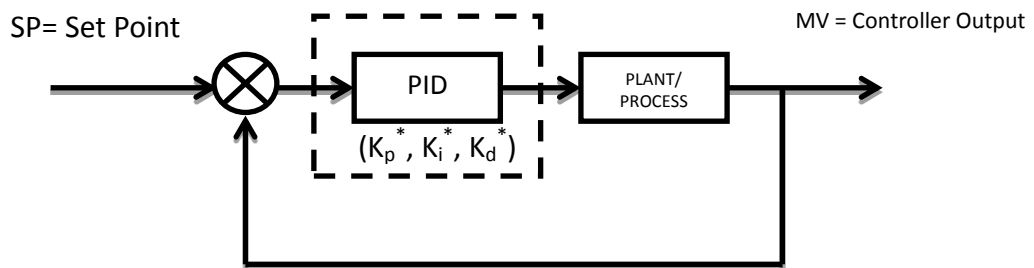 SP= Set Point
MV = Controller Output
PID
PLANT/
PROCESS
(Kp*, Ki*, Kd*)